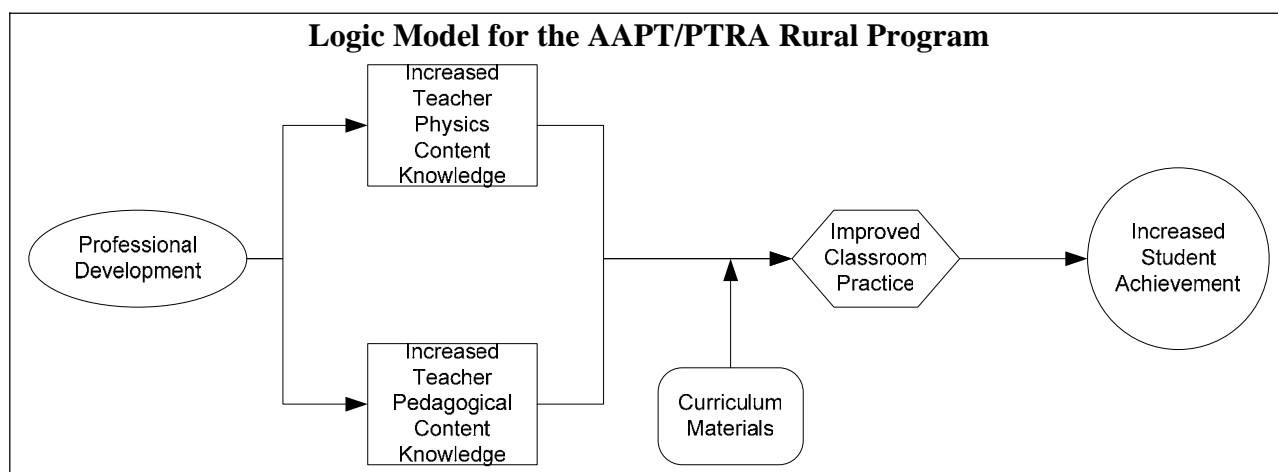 Logic Model for the AAPT/PTRA Rural Program
Increased
Teacher
Physics
Content
Knowledge
Professional
Development
Increased
Teacher
Pedagogical
Content
Knowledge
Curriculum
Materials
Improved
Classroom
Practice
Increased
Student
Achievement